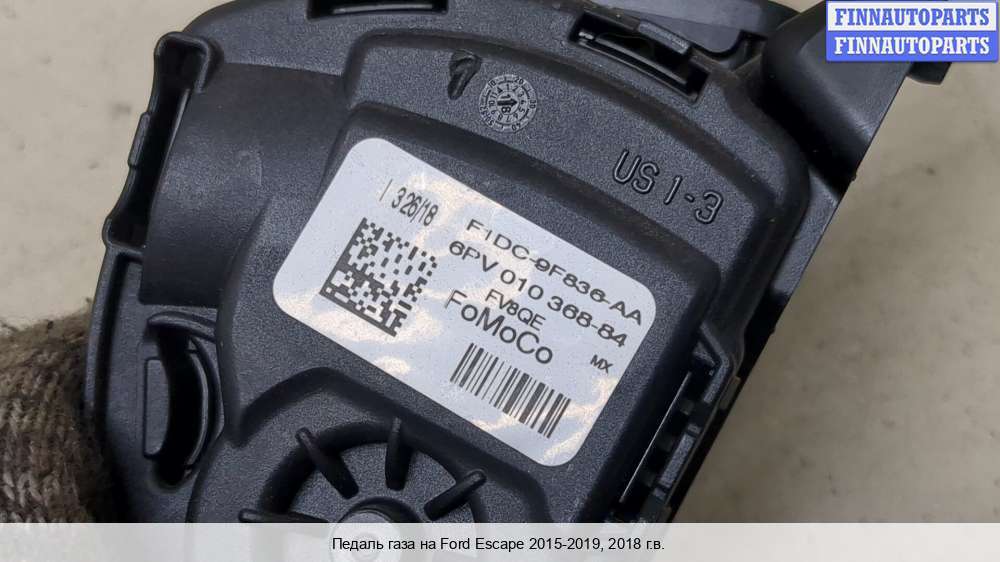 FINNAUTOPARTS
FINNAUTOPARTS
US 1-3
1 326/18
F1DC-9F836-AA
6PV 010 368-84
FV8QE
FoMoCo
MX
Педаль газа на Ford Escape 2015-2019, 2018 г.в.